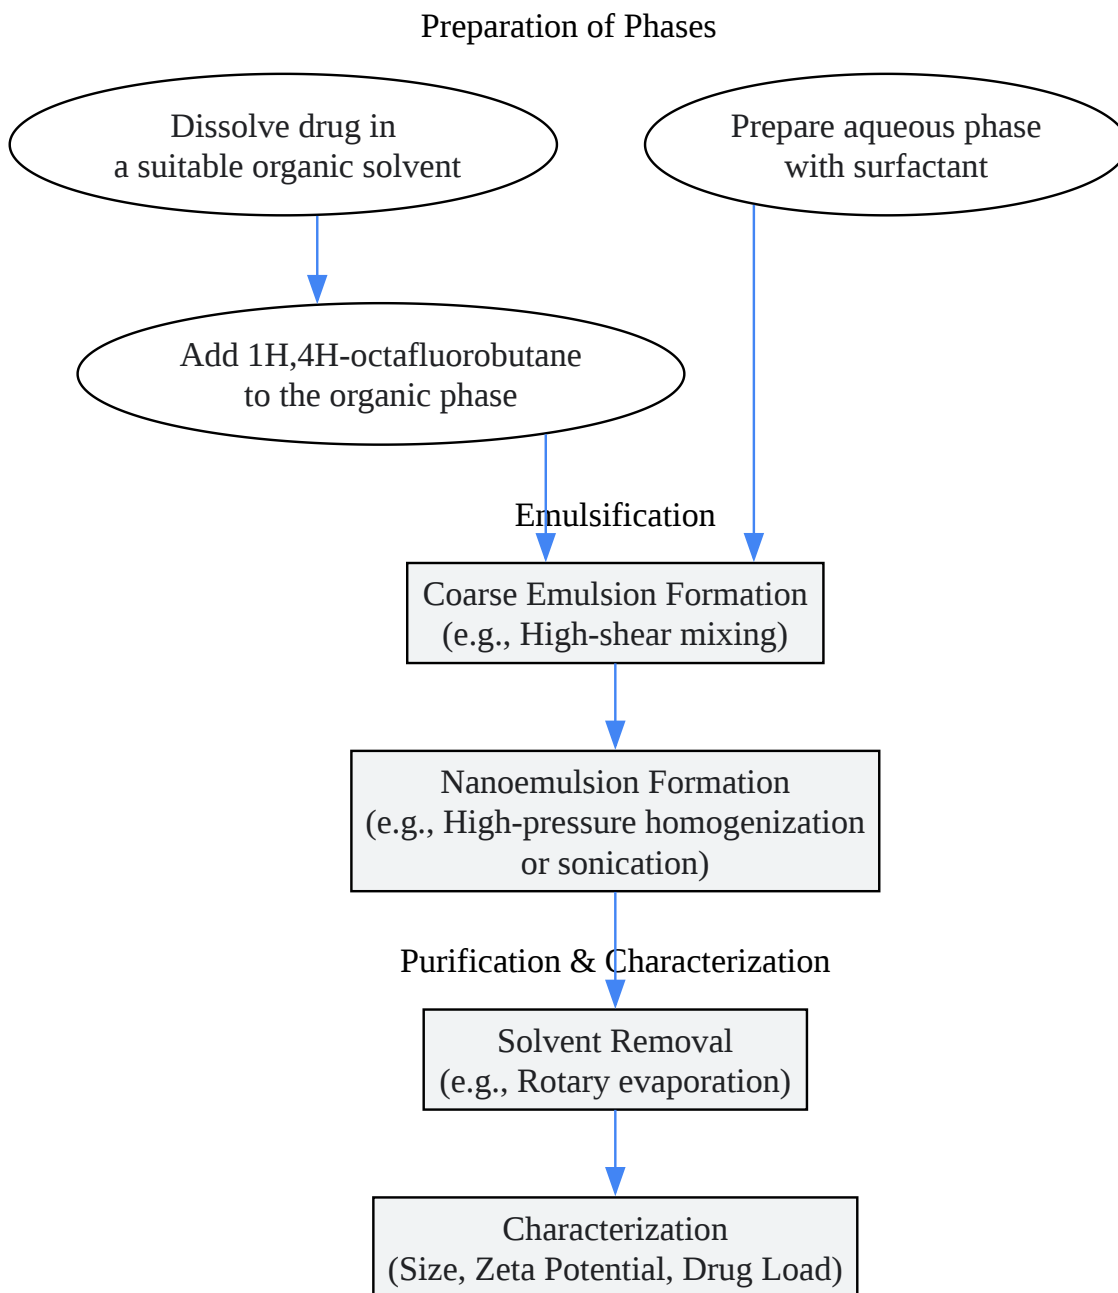 Preparation of Phases
Dissolve drug in
a suitable organic solvent
Prepare aqueous phase
with surfactant
Add 1H,4H-octafluorobutane
to the organic phase
Emulsification
Coarse Emulsion Formation
(e.g., High-shear mixing)
Nanoemulsion Formation
(e.g., High-pressure homogenization
or sonication)
Purification & Characterization
Solvent Removal
(e.g., Rotary evaporation)
Characterization
(Size, Zeta Potential, Drug Load)